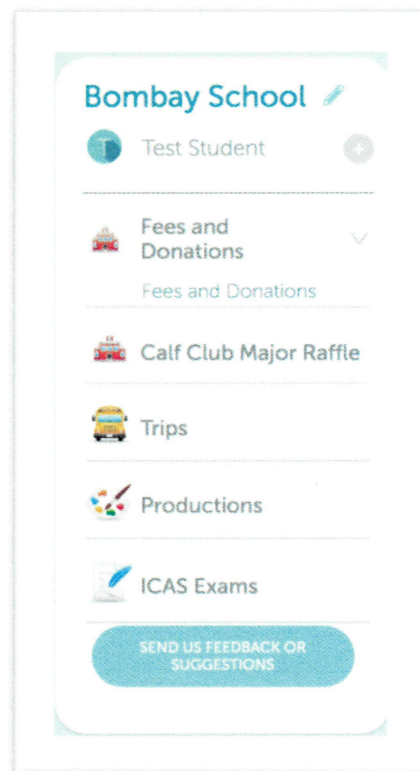 Bombay School
Test Student
Fees and
Donations
Fees and Donations
Calf Club Major Raffle
Trips
Productions
ICAS Exams
SEND US FEEDBACK OR
SUGGESTIONS